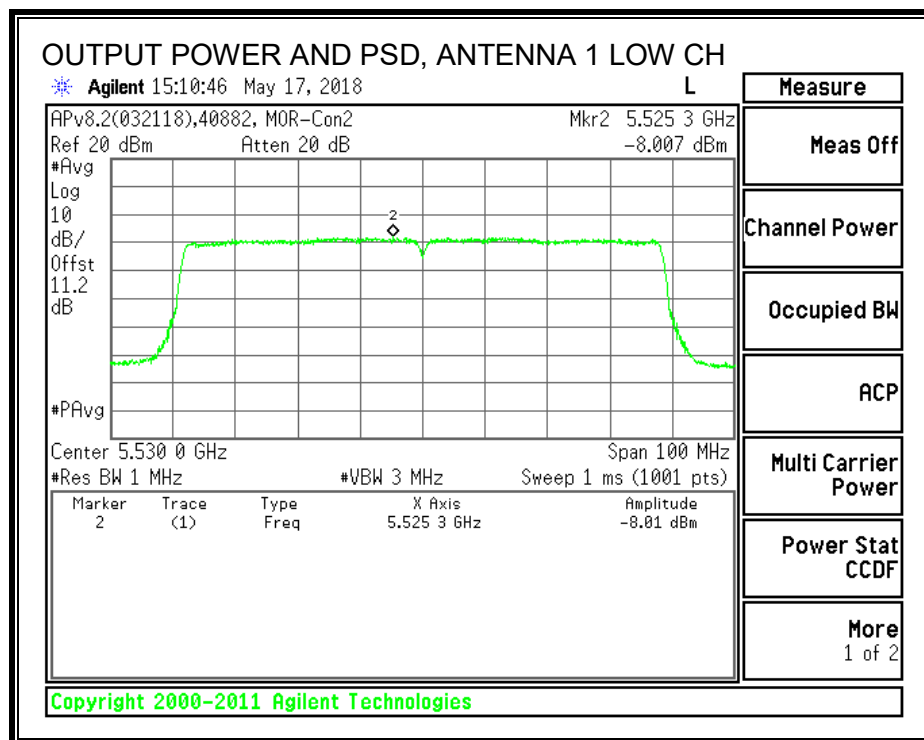 OUTPUT POWER AND PSD, ANTENNA 1 LOW CH
Agilent 15:10:46 May 17, 2018 L
APv8.2(032118),40882, MOR-Con2 Mkr2 5.525 3 GHz
Ref 20 dBm Atten 20 dB -8.007 dBm
#Avg
Log
10
dB/
Offst
11.2
dB
2
#PAvg
Center 5.530 0 GHz Span 100 MHz
#Res BW 1 MHz #VBW 3 MHz Sweep 1 ms (1001 pts)
Marker Trace Type X Axis Amplitude
2 (1) Freq 5.525 3 GHz -8.01 dBm
Measure
Meas Off
Channel Power
Occupied BW
ACP
Multi Carrier
Power
Power Stat
CCDF
More
1 of 2
Copyright 2000-2011 Agilent Technologies